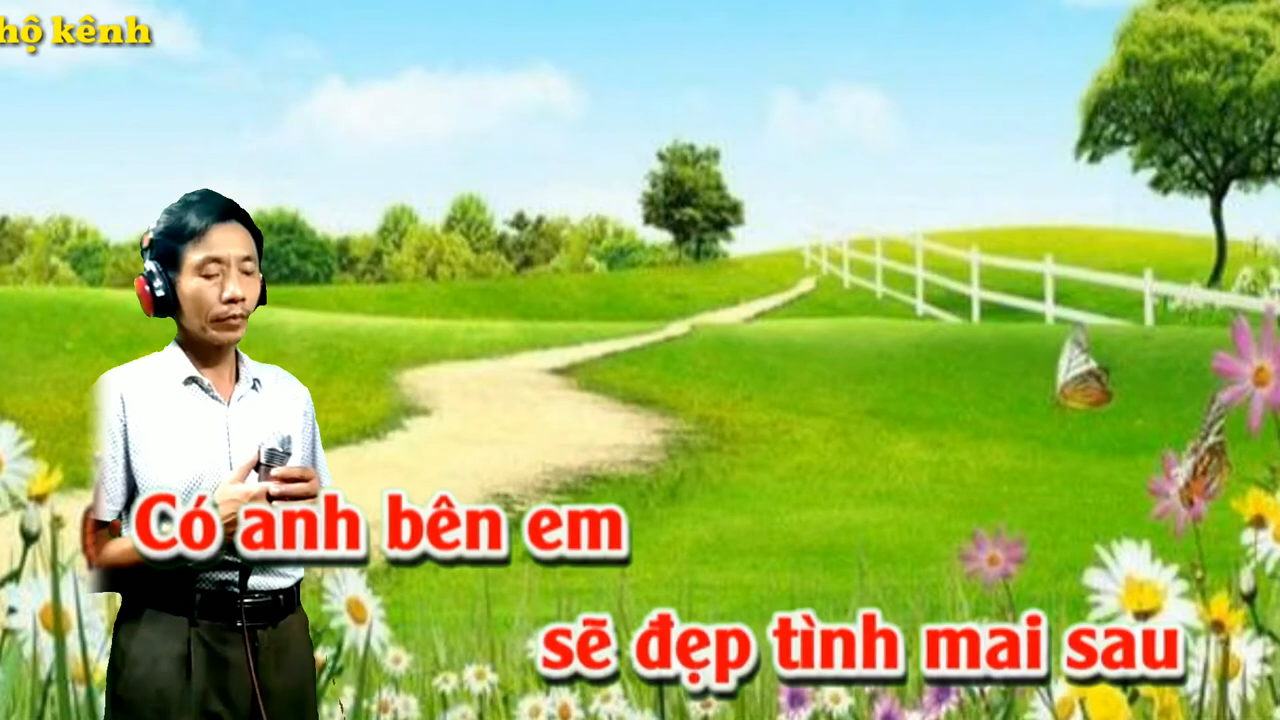 hộ kênh
Có anh bên em
sẽ đẹp tình mai sau